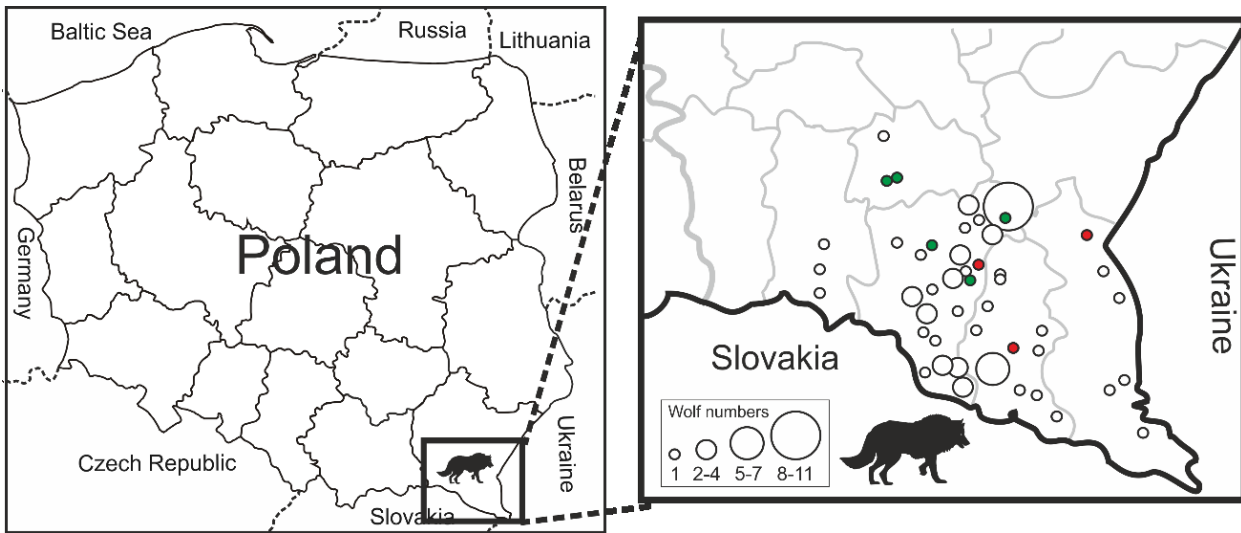 Baltic Sea
Russia
Lithuania
Belarus
Germany
Poland
Ukraine
Czech Republic
Slovakia
Ukraine
Slovakia
Wolf numbers
1 2-4 5-7 8-11